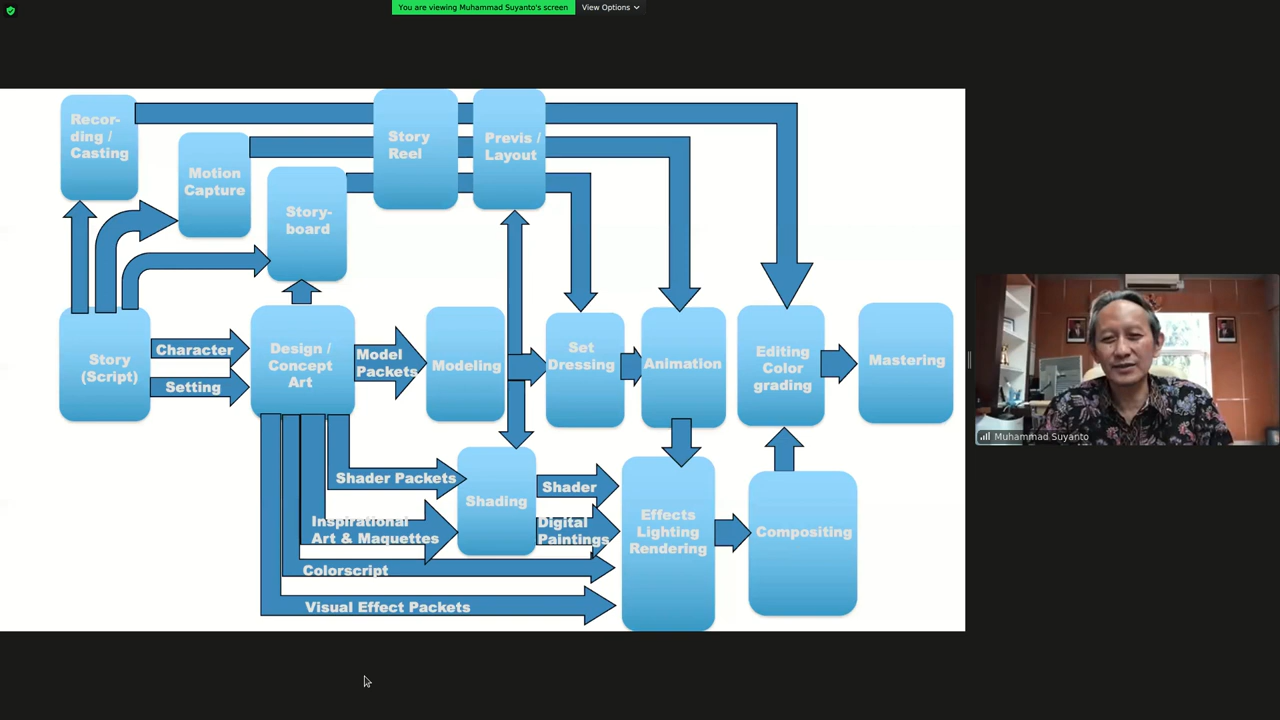 You are viewing Muhammad Suyanto's screen
View Options
Recor-
ding /
Casting
Motion
Capture
Story-
board
Story
Reel
Previs /
Layout
Story
(Script)
Character
Setting
Design /
Concept
Art
Model
Packets
Modeling
Set
Dressing
Animation
Editing
Color
grading
Mastering
Shader Packets
Inspirational
Art & Maquettes
Colorscript
Visual Effect Packets
Shading
Shader
Digital
Paintings
Effects
Lighting
Rendering
Compositing
Muhammad Suyanto